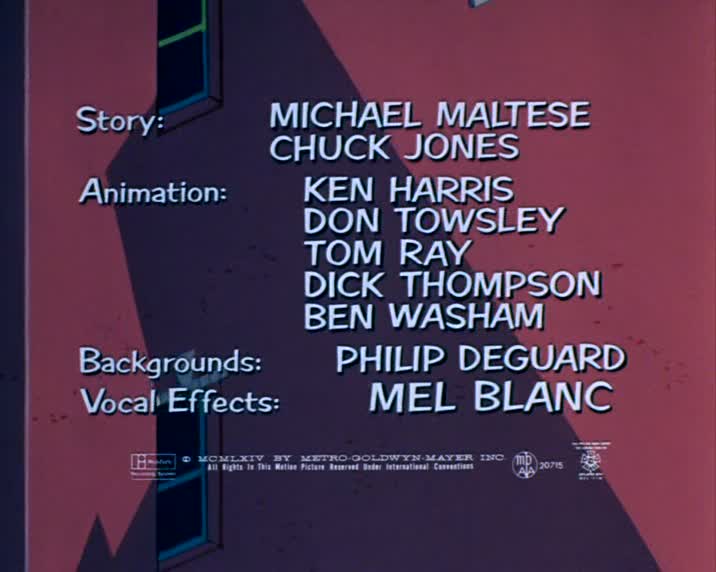 Story: MICHAEL MALTESE
CHUCK JONES
Animation: KEN HARRIS
DON TOWSLEY
TOM RAY
DICK THOMPSON
BEN WASHAM
Backgrounds: PHILIP DEGUARD
Vocal Effects: MEL BLANC
© MCMLXIV BY METRO-GOLDWYN-MAYER INC.
All Rights In This Motion Picture Reserved Under International Conventions
20715